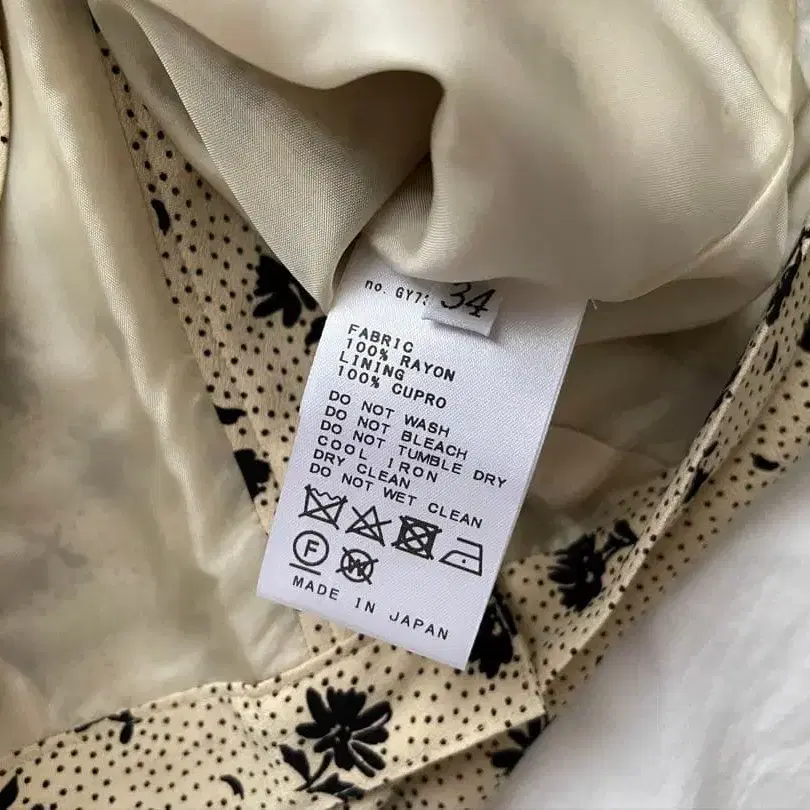 no. GY7
34
FABRIC
100% RAYON
LINING
100% CUPRO
DO NOT WASH
DO NOT BLEACH
DO NOT TUMBLE DRY
COOL IRON
DRY CLEAN
DO NOT WET CLEAN
F
W
MADE IN JAPAN